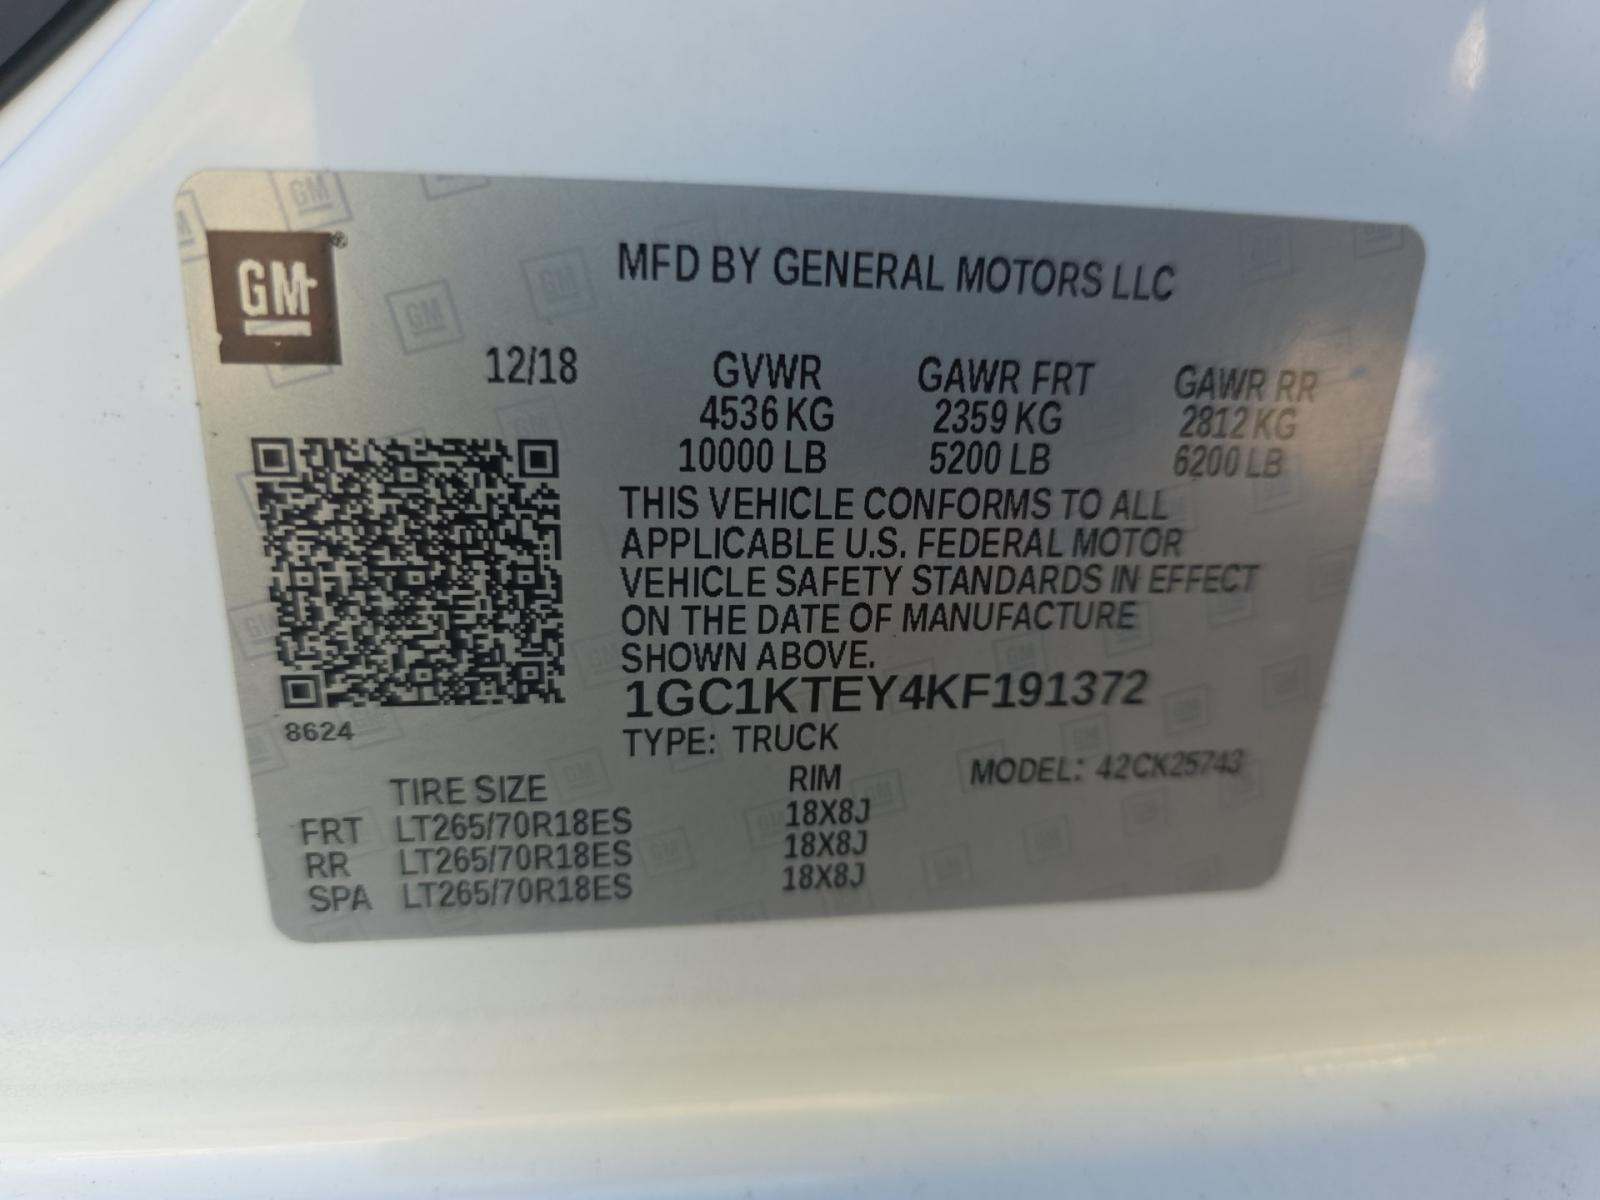 GM®
MFD BY GENERAL MOTORS LLC
12/18 GVWR GAWR FRT GAWR RR
4536 KG 2359 KG 2812 KG
10000 LB 5200 LB 6200 LB
THIS VEHICLE CONFORMS TO ALL
APPLICABLE U.S. FEDERAL MOTOR
VEHICLE SAFETY STANDARDS IN EFFECT
ON THE DATE OF MANUFACTURE
SHOWN ABOVE.
1GC1KTEY4KF191372
8624
TYPE: TRUCK
MODEL: 42CK25743
TIRE SIZE RIM
FRT LT265/70R18ES 18X8J
RR LT265/70R18ES 18X8J
SPA LT265/70R18ES 18X8J